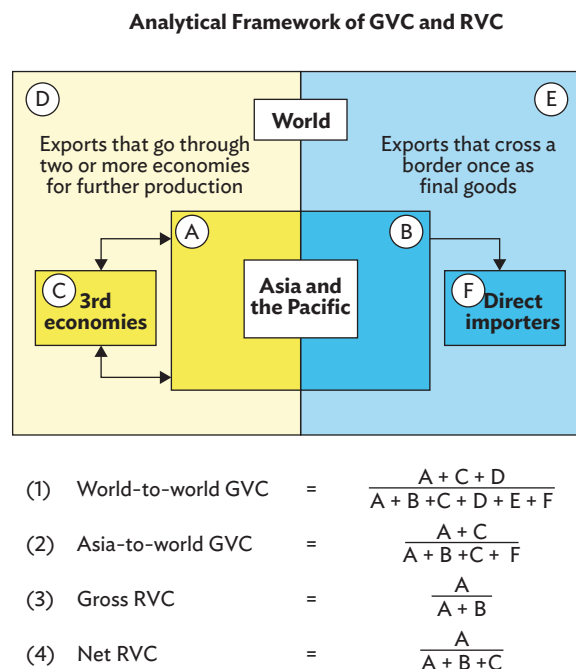 Analytical Framework of GVC and RVC
D
E
World
Exports that go through
two or more economies
for further production
Exports that cross a
border once as
final goods
A
B
C
3rd
economies
Asia and
the Pacific
F
Direct
importers
(1) World-to-world GVC = A + C + D
A + B +C + D + E + F
(2) Asia-to-world GVC = A + C
A + B +C + F
(3) Gross RVC = A
A + B
(4) Net RVC = A
A + B +C